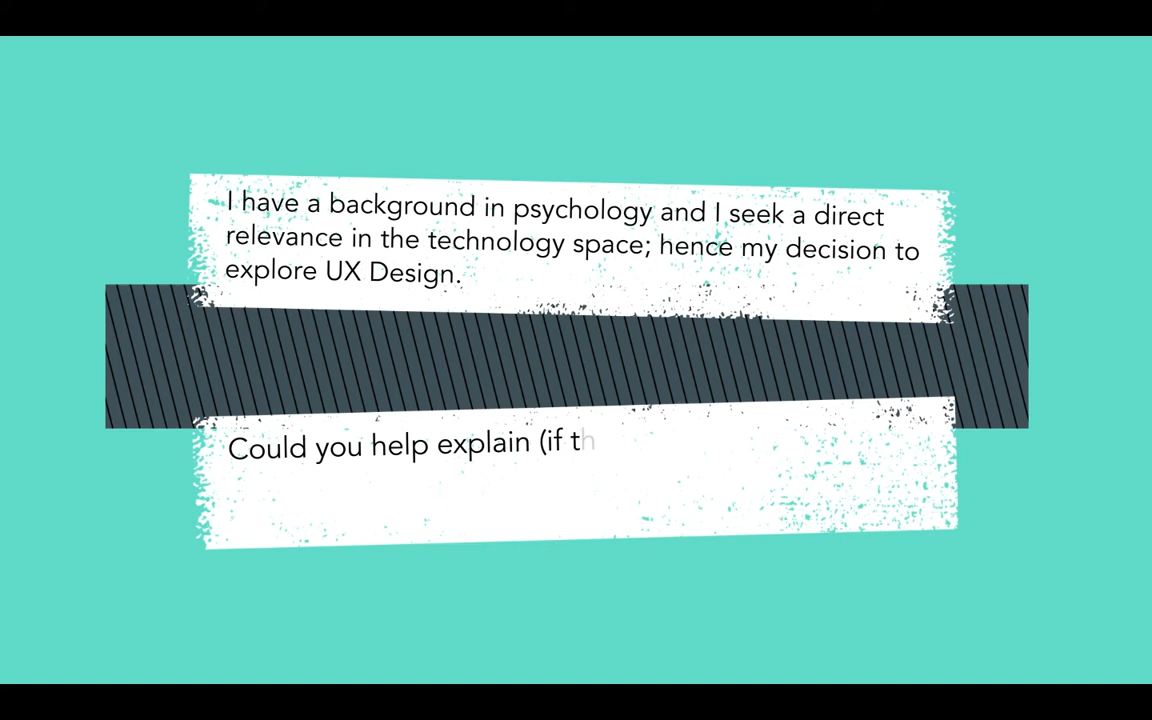 I have a background in psychology and I seek a direct
relevance in the technology space; hence my decision to
explore UX Design.
Could you help explain (if th